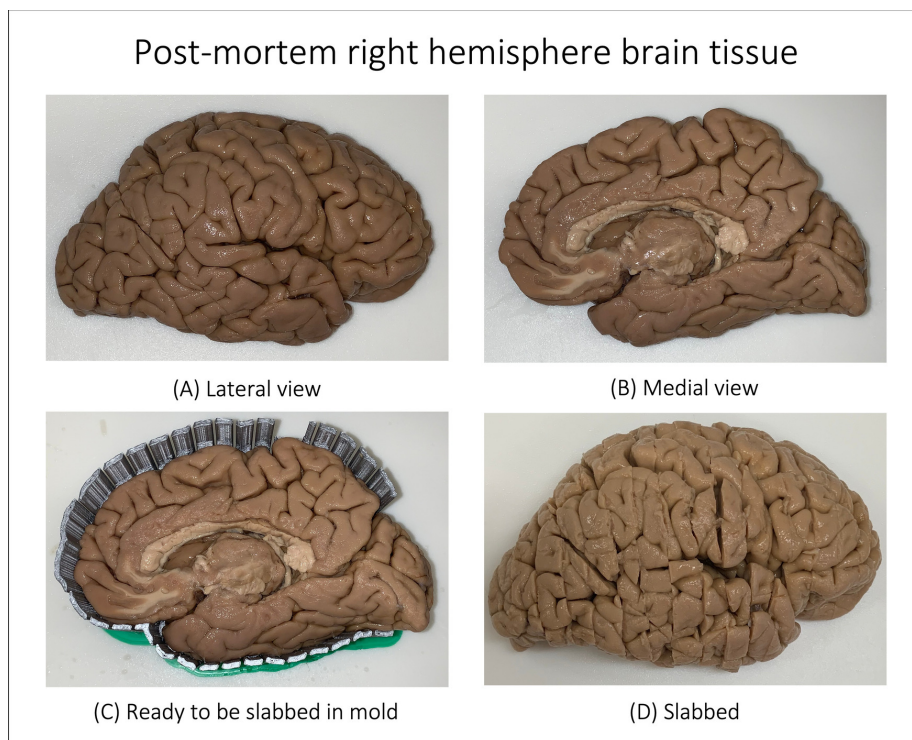 Post-mortem right hemisphere brain tissue
(A) Lateral view
(B) Medial view
(C) Ready to be slabbed in mold
(D) Slabbed